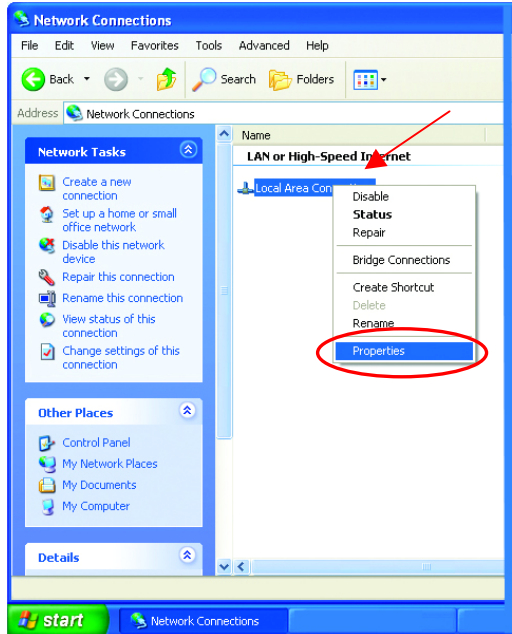 Network Connections
File Edit View Favorites Tools Advanced Help
Back Search Folders
Address Network Connections
Network Tasks
Create a new
connection
Set up a home or small
office network
Disable this network
device
Repair this connection
Rename this connection
View status of this
connection
Change settings of this
connection
Other Places
Control Panel
My Network Places
My Documents
My Computer
Details
Name
LAN or High-Speed Internet
Local Area
Disable
Status
Repair
Bridge Connections
Create Shortcut
Delete
Rename
Properties
start Network Connections